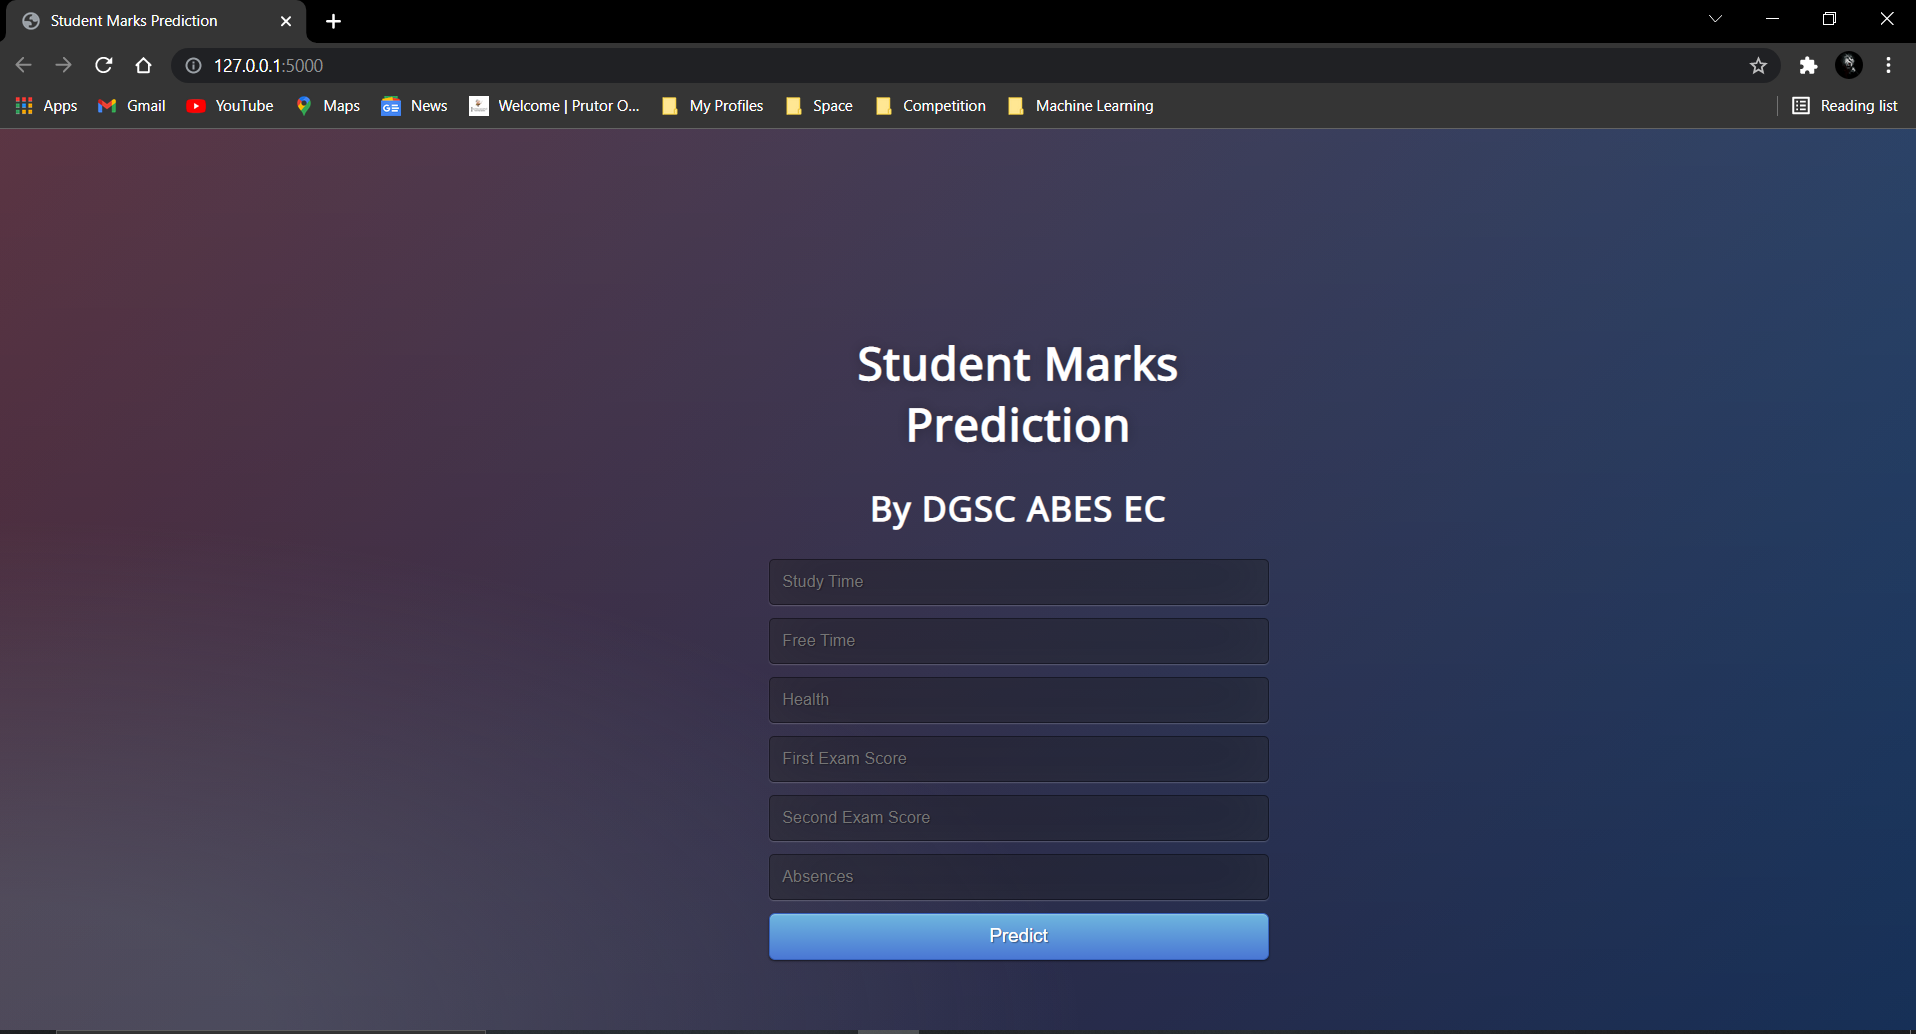 Student Marks Prediction
127.0.0.1:5000
Apps Gmail YouTube Maps News Welcome | Prutor O... My Profiles Space Competition Machine Learning Reading list
Student Marks
Prediction
By DGSC ABES EC
Study Time
Free Time
Health
First Exam Score
Second Exam Score
Absences
Predict